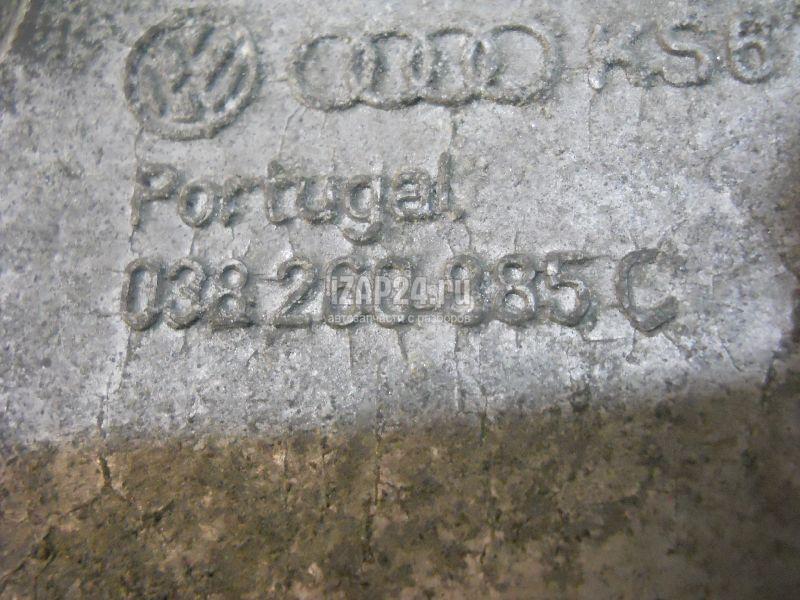 KS6
Portugal
038 260 885 C
IZAP24.ru
автозапчасти с разборов